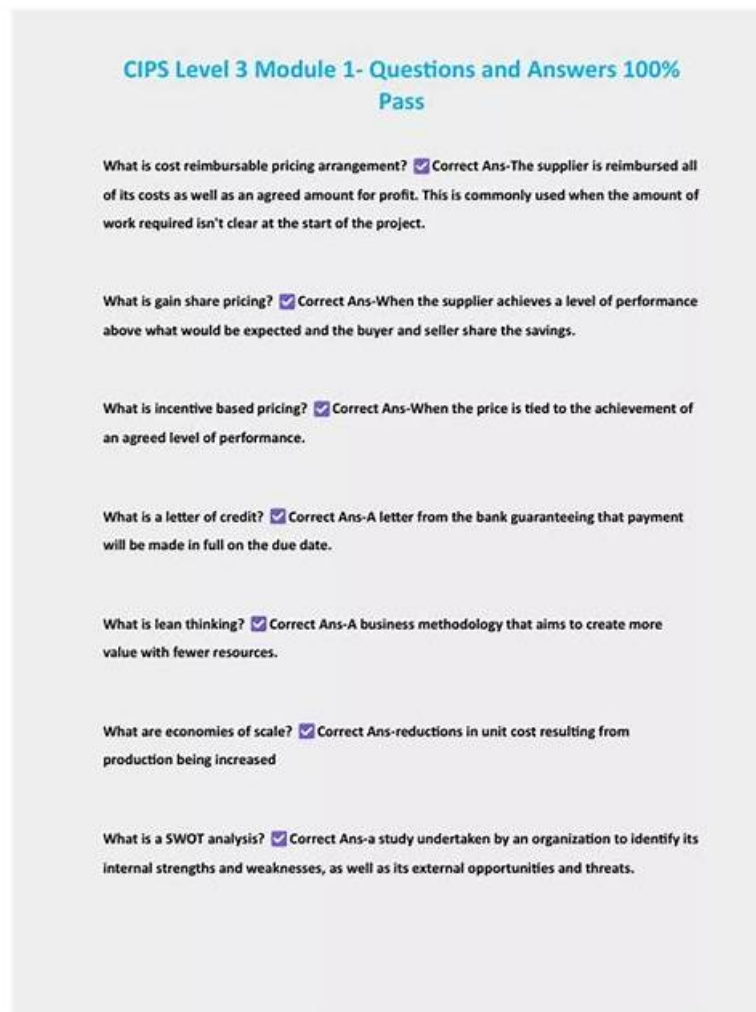 CIPS Level 3 Module 1- Questions and Answers 100%
Pass
What is cost reimbursable pricing arrangement? ☑Correct Ans-The supplier is reimbursed all
of its costs as well as an agreed amount for profit. This is commonly used when the amount of
work required isn't clear at the start of the project.
What is gain share pricing? ☑Correct Ans-When the supplier achieves a level of performance
above what would be expected and the buyer and seller share the savings.
What is incentive based pricing? ☑Correct Ans-When the price is tied to the achievement of
an agreed level of performance.
What is a letter of credit? ☑Correct Ans-A letter from the bank guaranteeing that payment
will be made in full on the due date.
What is lean thinking? ☑Correct Ans-A business methodology that aims to create more
value with fewer resources.
What are economies of scale? ☑Correct Ans-reductions in unit cost resulting from
production being increased
What is a SWOT analysis? ☑Correct Ans-a study undertaken by an organization to identify its
internal strengths and weaknesses, as well as its external opportunities and threats.